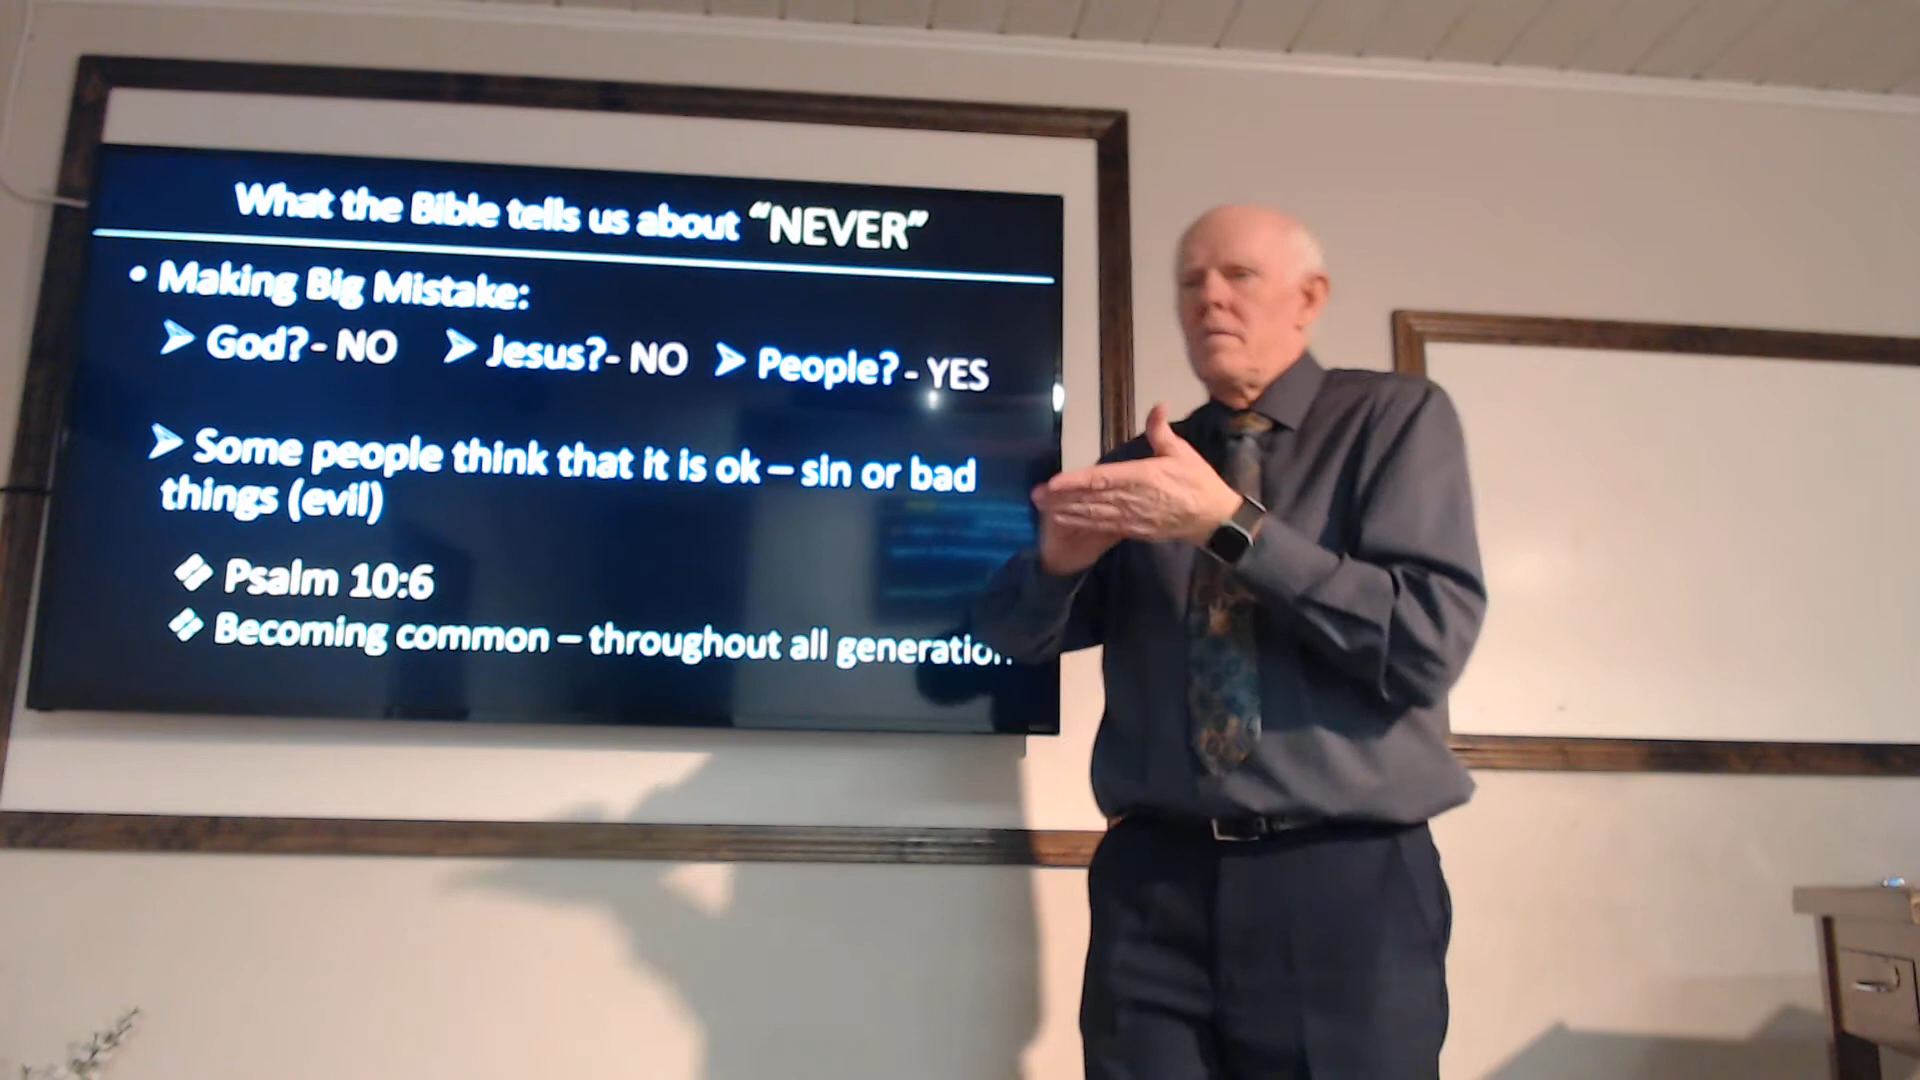 What the Bible tells us about “NEVER”
• Making Big Mistake:
➢ God?- NO ➢ Jesus?- NO ➢ People? - YES
➢ Some people think that it is ok – sin or bad
things (evil)
❖ Psalm 10:6
❖ Becoming common – throughout all